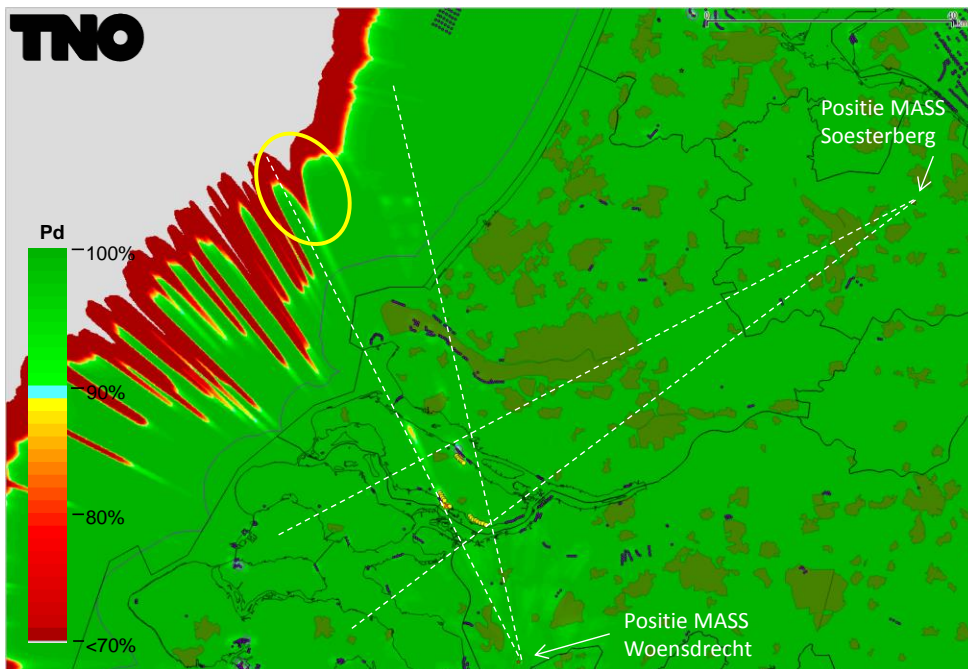 TNO
Positie MASS
Soesterberg
Pd
100%
90%
80%
<70%
Positie MASS
Woensdrecht